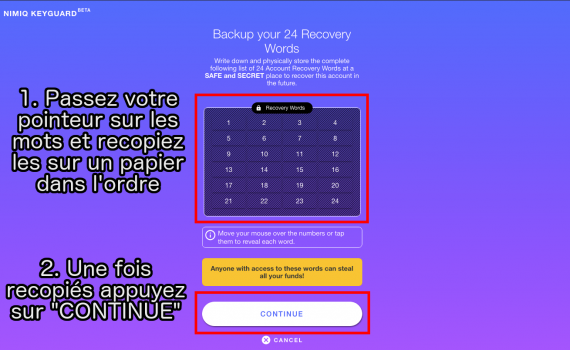 NIMIQ KEYGUARD BETA
Backup your 24 Recovery
Words
Write down and physically store the complete
following list of 24 Account Recovery Words at a
SAFE and SECRET place to recover this account in
the future.
1. Passez votre
pointeur sur les
mots et recopiez
les sur un papier
dans l'ordre
Recovery Words
1 2 3 4
5 6 7 8
9 10 11 12
13 14 15 16
17 18 19 20
21 22 23 24
Move your mouse over the numbers or tap
them to reveal each word.
Anyone with access to these words can steal
all your funds!
2. Une fois
recopiés appuyez
sur "CONTINUE"
CONTINUE
CANCEL